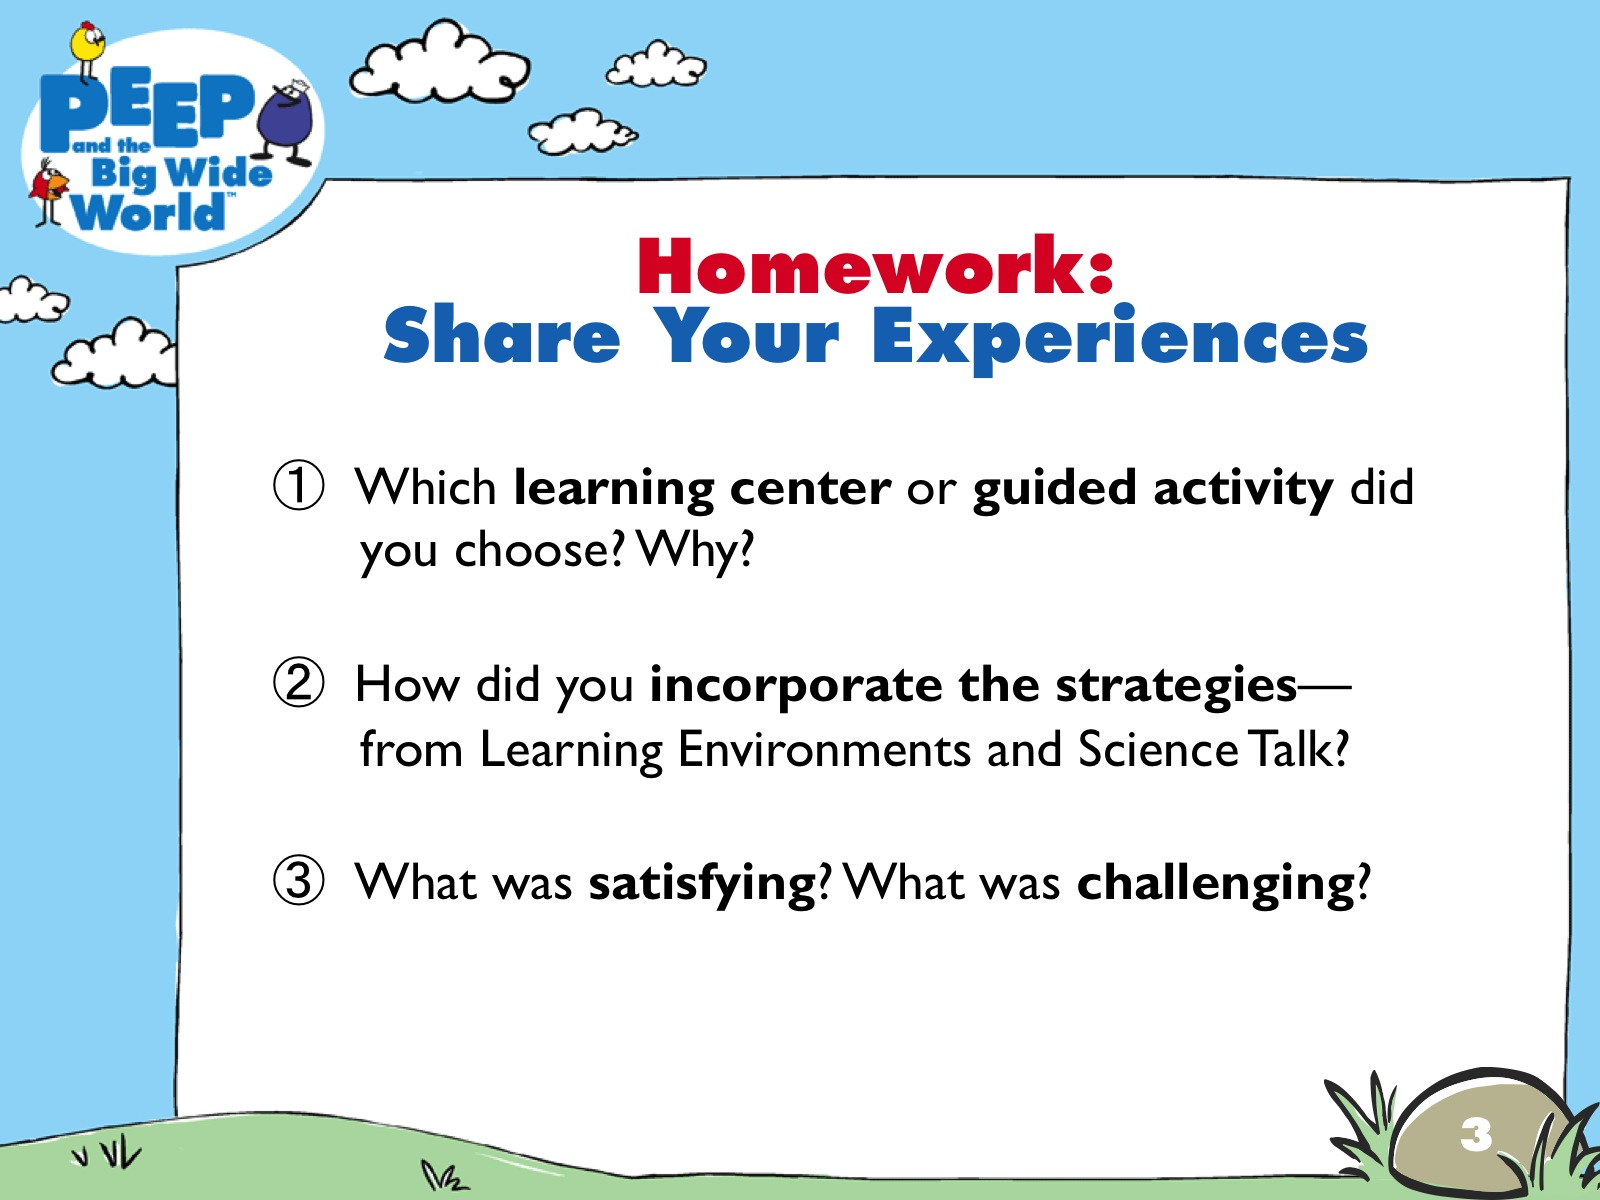 PEEP
and the
Big Wide
World™
Homework:
Share Your Experiences
① Which learning center or guided activity did
you choose? Why?
② How did you incorporate the strategies—
from Learning Environments and Science Talk?
③ What was satisfying? What was challenging?
3